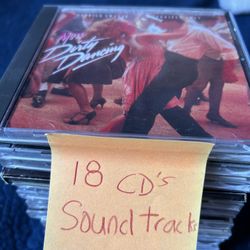 More
Dirty Dancing
18 CD's
Sound tracks